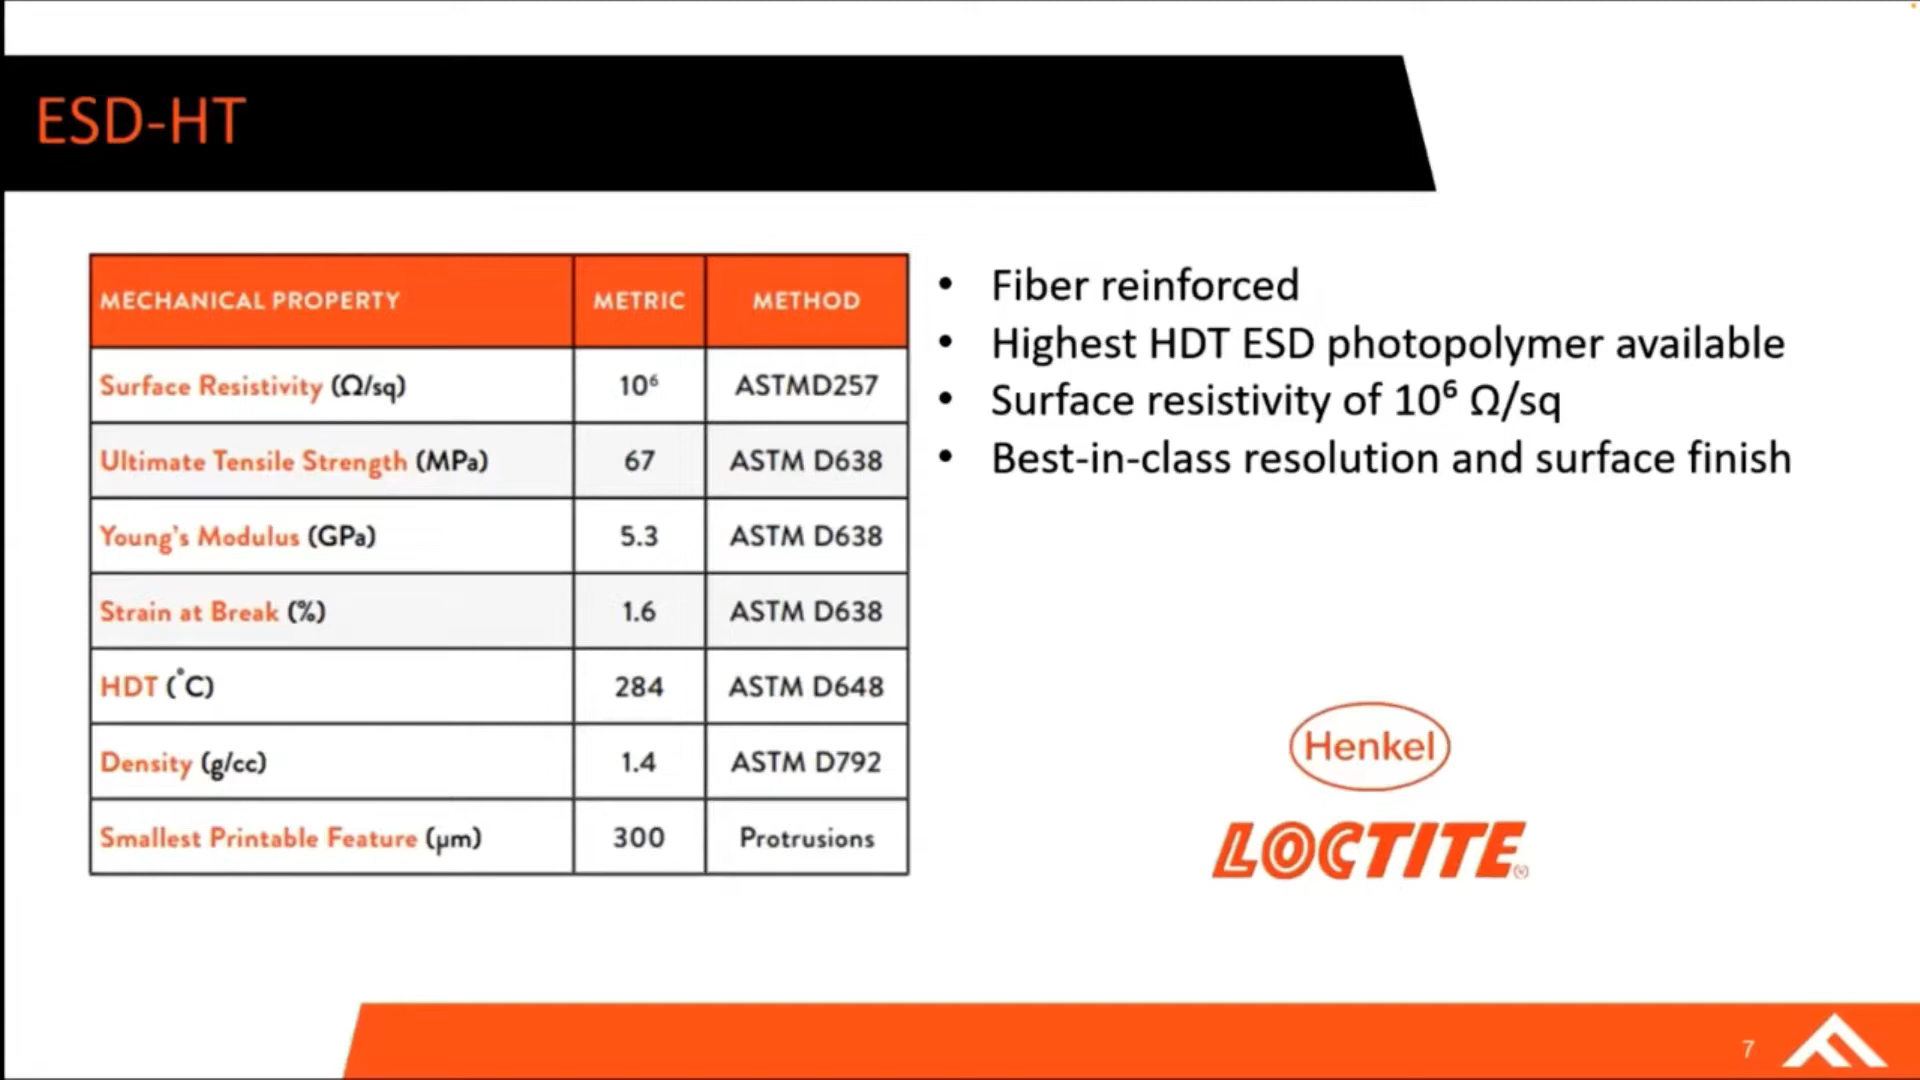 ESD-HT
MECHANICAL PROPERTY METRIC METHOD
Surface Resistivity (Ω/sq) 10⁶ ASTMD257
Ultimate Tensile Strength (MPa) 67 ASTM D638
Young's Modulus (GPa) 5.3 ASTM D638
Strain at Break (%) 1.6 ASTM D638
HDT (˚C) 284 ASTM D648
Density (g/cc) 1.4 ASTM D792
Smallest Printable Feature (μm) 300 Protrusions
• Fiber reinforced
• Highest HDT ESD photopolymer available
• Surface resistivity of 10⁶ Ω/sq
• Best-in-class resolution and surface finish
Henkel
LOCTITE®
7